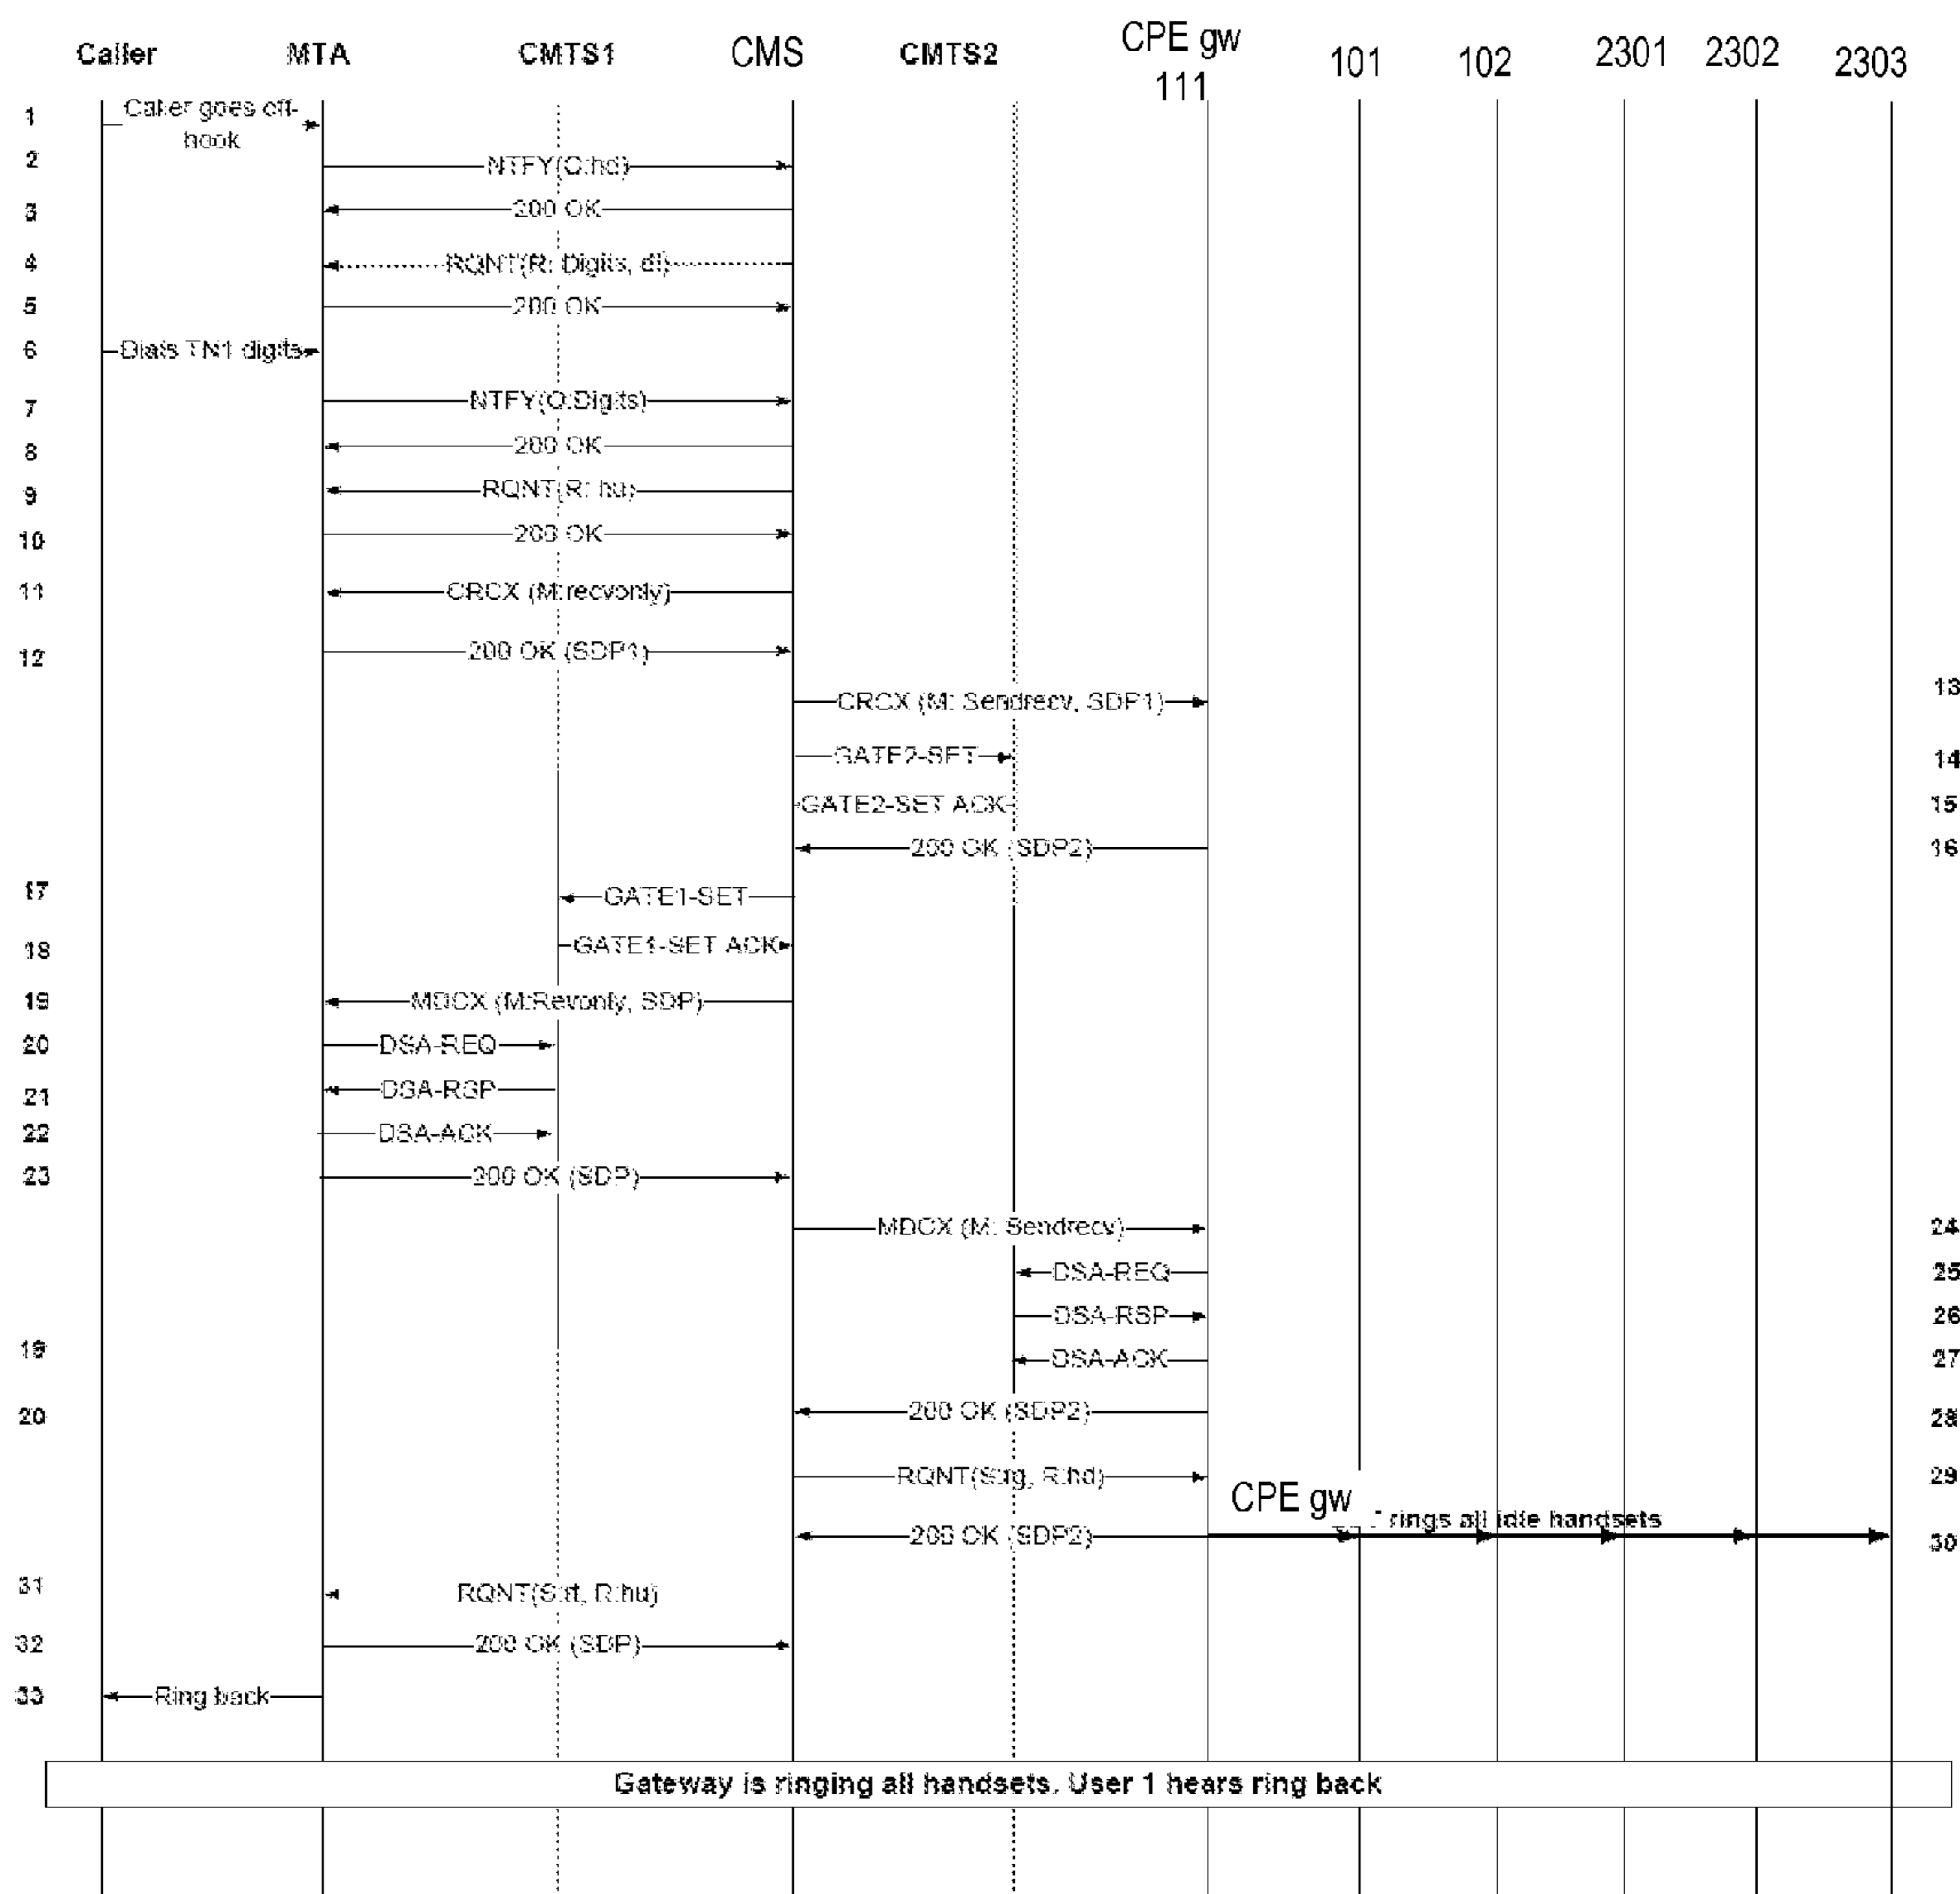 Caller MTA CMTS1 CMS CMTS2 CPE gw 111 101 102 2301 2302 2303
1 Caller goes off-
hook
2 NTFY(O:hd)
3 200 OK
4 RQNT(R: Digits, dl)
5 200 OK
6 Dials TN1 digits
7 NTFY(O:Digits)
8 200 OK
9 RQNT(R: hu)
10 200 OK
11 CRCX (M:recvonly)
12 200 OK (SDP1)
CRCX (M: Sendrecv, SDP1) 13
GATE2-SET 14
GATE2-SET ACK 15
200 OK (SDP2) 16
17 GATE1-SET
18 GATE1-SET ACK
19 MDCX (M:Revonly, SDP)
20 DSA-REQ
21 DSA-RSP
22 DSA-ACK
23 200 OK (SDP)
MDCX (M: Sendrecv) 24
DSA-REQ 25
DSA-RSP 26
19 DSA-ACK 27
20 200 OK (SDP2) 28
RQNT(S:rg, R:hd) 29
CPE gw
rings all idle handsets
200 OK (SDP2) 30
31 RQNT(S:rt, R:hu)
32 200 OK (SDP)
33 Ring back
Gateway is ringing all handsets. User 1 hears ring back